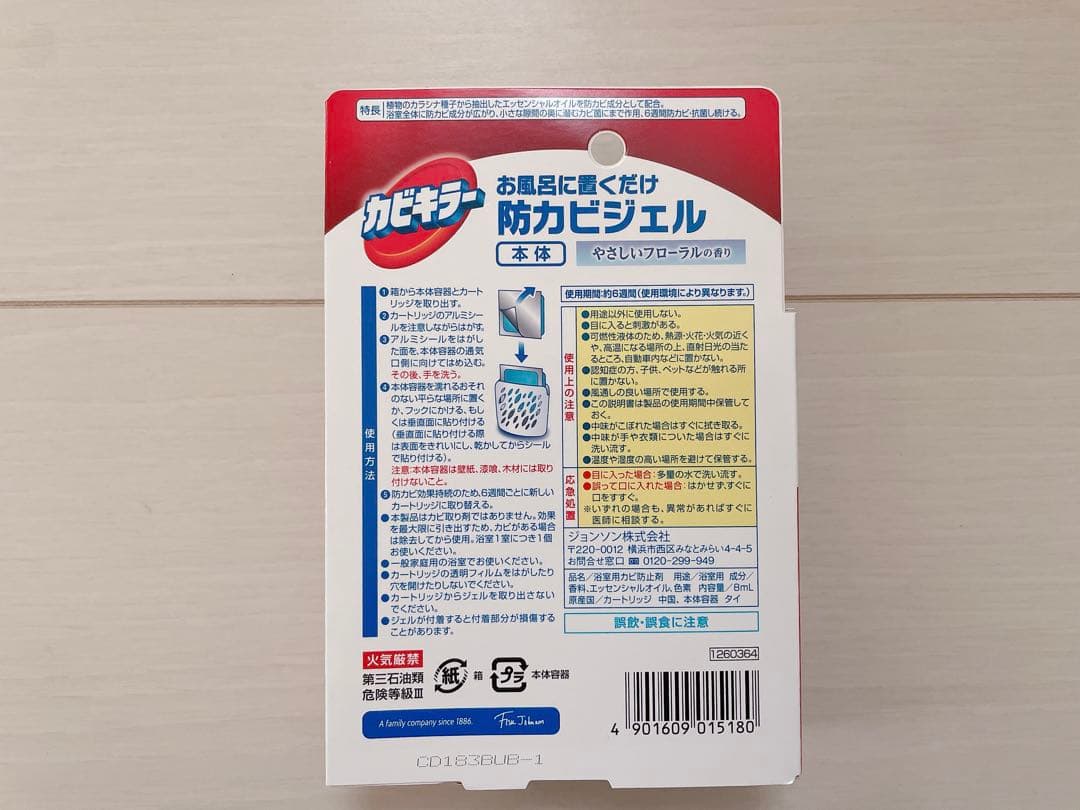 特長
植物のカラシナ種子から抽出したエッセンシャルオイルを防カビ成分として配合。
浴室全体に防カビ成分が広がり、小さな隙間の奥に潜むカビ菌にまで作用、6週間防カビ・抗菌し続ける。
カビキラー
お風呂に置くだけ
防カビジェル
本体
やさしいフローラルの香り
使用方法
❶箱から本体容器とカート
リッジを取り出す。
❷カートリッジのアルミシー
ルを注意しながらはがす。
❸アルミシールをはがし
た面を、本体容器の通気
口側に向けてはめ込む。
その後、手を洗う。
❹本体容器を濡れるおそれ
のない平らな場所に置く
か、フックにかける、もし
くは垂直面に貼り付ける
(垂直面に貼り付ける際
は表面をきれいにし、乾かしてからシール
で貼り付ける)。
注意:本体容器は壁紙、漆喰、木材には取り
付けないこと。
❺防カビ効果持続のため、6週間ごとに新しい
カートリッジに取り替える。
●本製品はカビ取り剤ではありません。効果
を最大限に引き出すため、カビがある場合
は除去してから使用。浴室1室につき1個
お使いください。
●一般家庭用の浴室でお使いください。
●カートリッジの透明フィルムをはがしたり
穴を開けたりしないでください。
●カートリッジからジェルを取り出さない
でください。
●ジェルが付着すると付着部分が損傷する
ことがあります。
使用期間:約6週間(使用環境により異なります。)
使用上の注意
●用途以外に使用しない。
●目に入ると刺激がある。
●可燃性液体のため、熱源・火花・火気の近く
や、高温になる場所の上、直射日光の当た
るところ、自動車内などに置かない。
●認知症の方、子供、ペットなどが触れる所
に置かない。
●風通しの良い場所で使用する。
●この説明書は製品の使用期間中保管して
おく。
●中味がこぼれた場合はすぐに拭き取る。
●中味が手や衣類についた場合はすぐに
洗い流す。
●温度や湿度の高い場所を避けて保管する。
応急処置
●目に入った場合:多量の水で洗い流す。
●誤って口に入れた場合:はかせず、すぐに
口をすすぐ。
※いずれの場合も、異常があればすぐに
医師に相談する。
ジョンソン株式会社
〒220-0012 横浜市西区みなとみらい4-4-5
お問合せ窓口 0120-299-949
品名/浴室用カビ防止剤 用途/浴室用 成分/
香料、エッセンシャルオイル、色素 内容量/8mL
原産国/カートリッジ 中国、本体容器 タイ
誤飲・誤食に注意
火気厳禁
第三石油類
危険等級Ⅲ
紙
箱
プラ
本体容器
A family company since 1886.
Fisk Johnson
1260364
4 901609 015180
CD183BUB-1